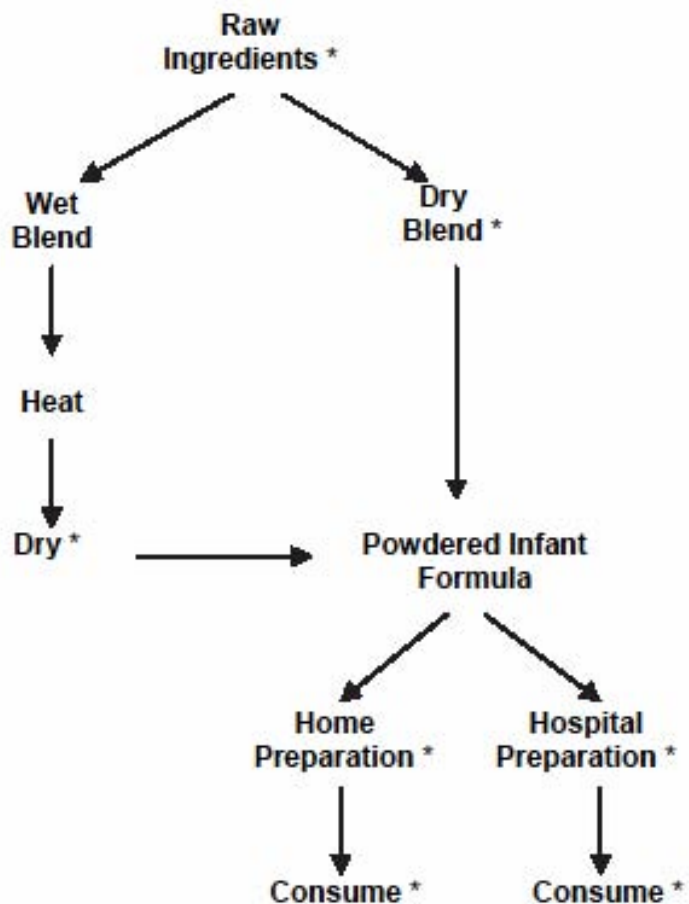 Raw
Ingredients *
Wet
Blend
Dry
Blend *
Heat
Dry *
Powdered Infant
Formula
Home
Preparation *
Hospital
Preparation *
Consume *
Consume *